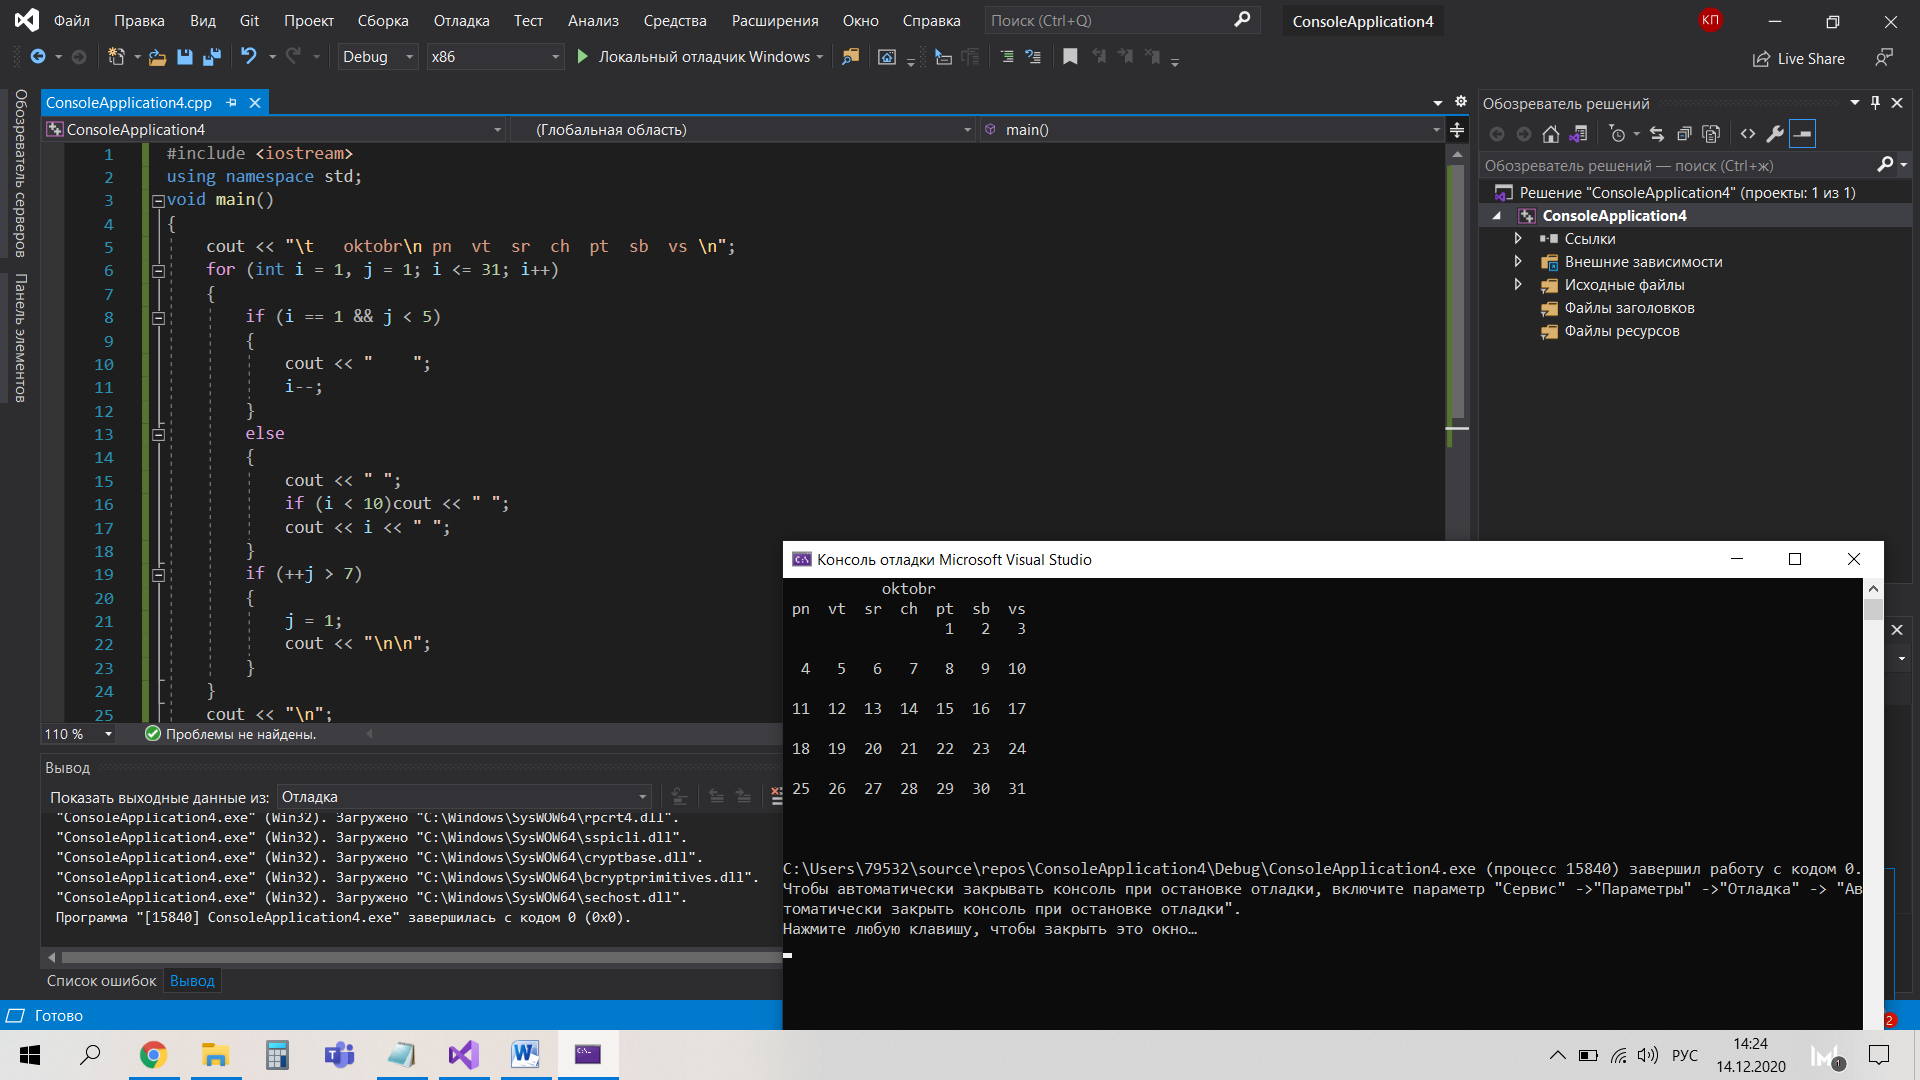 Файл Правка Вид Git Проект Сборка Отладка Тест Анализ Средства Расширения Окно Справка Поиск (Ctrl+Q) ConsoleApplication4 КП
Debug x86 Локальный отладчик Windows Live Share
Обозреватель серверов
Панель элементов
ConsoleApplication4.cpp
ConsoleApplication4 (Глобальная область) main()
1 #include <iostream>
2 using namespace std;
3 void main()
4 {
5 cout << "\t   oktobr\n pn  vt  sr  ch  pt  sb  vs \n";
6 for (int i = 1, j = 1; i <= 31; i++)
7 {
8 if (i == 1 && j < 5)
9 {
10 cout << "    ";
11 i--;
12 }
13 else
14 {
15 cout << " ";
16 if (i < 10)cout << " ";
17 cout << i << " ";
18 }
19 if (++j > 7)
20 {
21 j = 1;
22 cout << "\n\n";
23 }
24 }
25 cout << "\n";
110 % Проблемы не найдены.
Вывод
Показать выходные данные из: Отладка
"ConsoleApplication4.exe" (Win32). Загружено "C:\Windows\SysWOW64\rpcrt4.dll".
"ConsoleApplication4.exe" (Win32). Загружено "C:\Windows\SysWOW64\sspicli.dll".
"ConsoleApplication4.exe" (Win32). Загружено "C:\Windows\SysWOW64\cryptbase.dll".
"ConsoleApplication4.exe" (Win32). Загружено "C:\Windows\SysWOW64\bcryptprimitives.dll".
"ConsoleApplication4.exe" (Win32). Загружено "C:\Windows\SysWOW64\sechost.dll".
Программа "[15840] ConsoleApplication4.exe" завершилась с кодом 0 (0x0).
Список ошибок Вывод
Готово
Обозреватель решений
Обозреватель решений — поиск (Ctrl+ж)
Решение "ConsoleApplication4" (проекты: 1 из 1)
ConsoleApplication4
Ссылки
Внешние зависимости
Исходные файлы
Файлы заголовков
Файлы ресурсов
Консоль отладки Microsoft Visual Studio
oktobr
pn vt sr ch pt sb vs
1 2 3
4 5 6 7 8 9 10
11 12 13 14 15 16 17
18 19 20 21 22 23 24
25 26 27 28 29 30 31
C:\Users\79532\source\repos\ConsoleApplication4\Debug\ConsoleApplication4.exe (процесс 15840) завершил работу с кодом 0.
Чтобы автоматически закрывать консоль при остановке отладки, включите параметр "Сервис" ->"Параметры" ->"Отладка" -> "Ав
томатически закрыть консоль при остановке отладки".
Нажмите любую клавишу, чтобы закрыть это окно…
2
РУС
14:24
14.12.2020
1